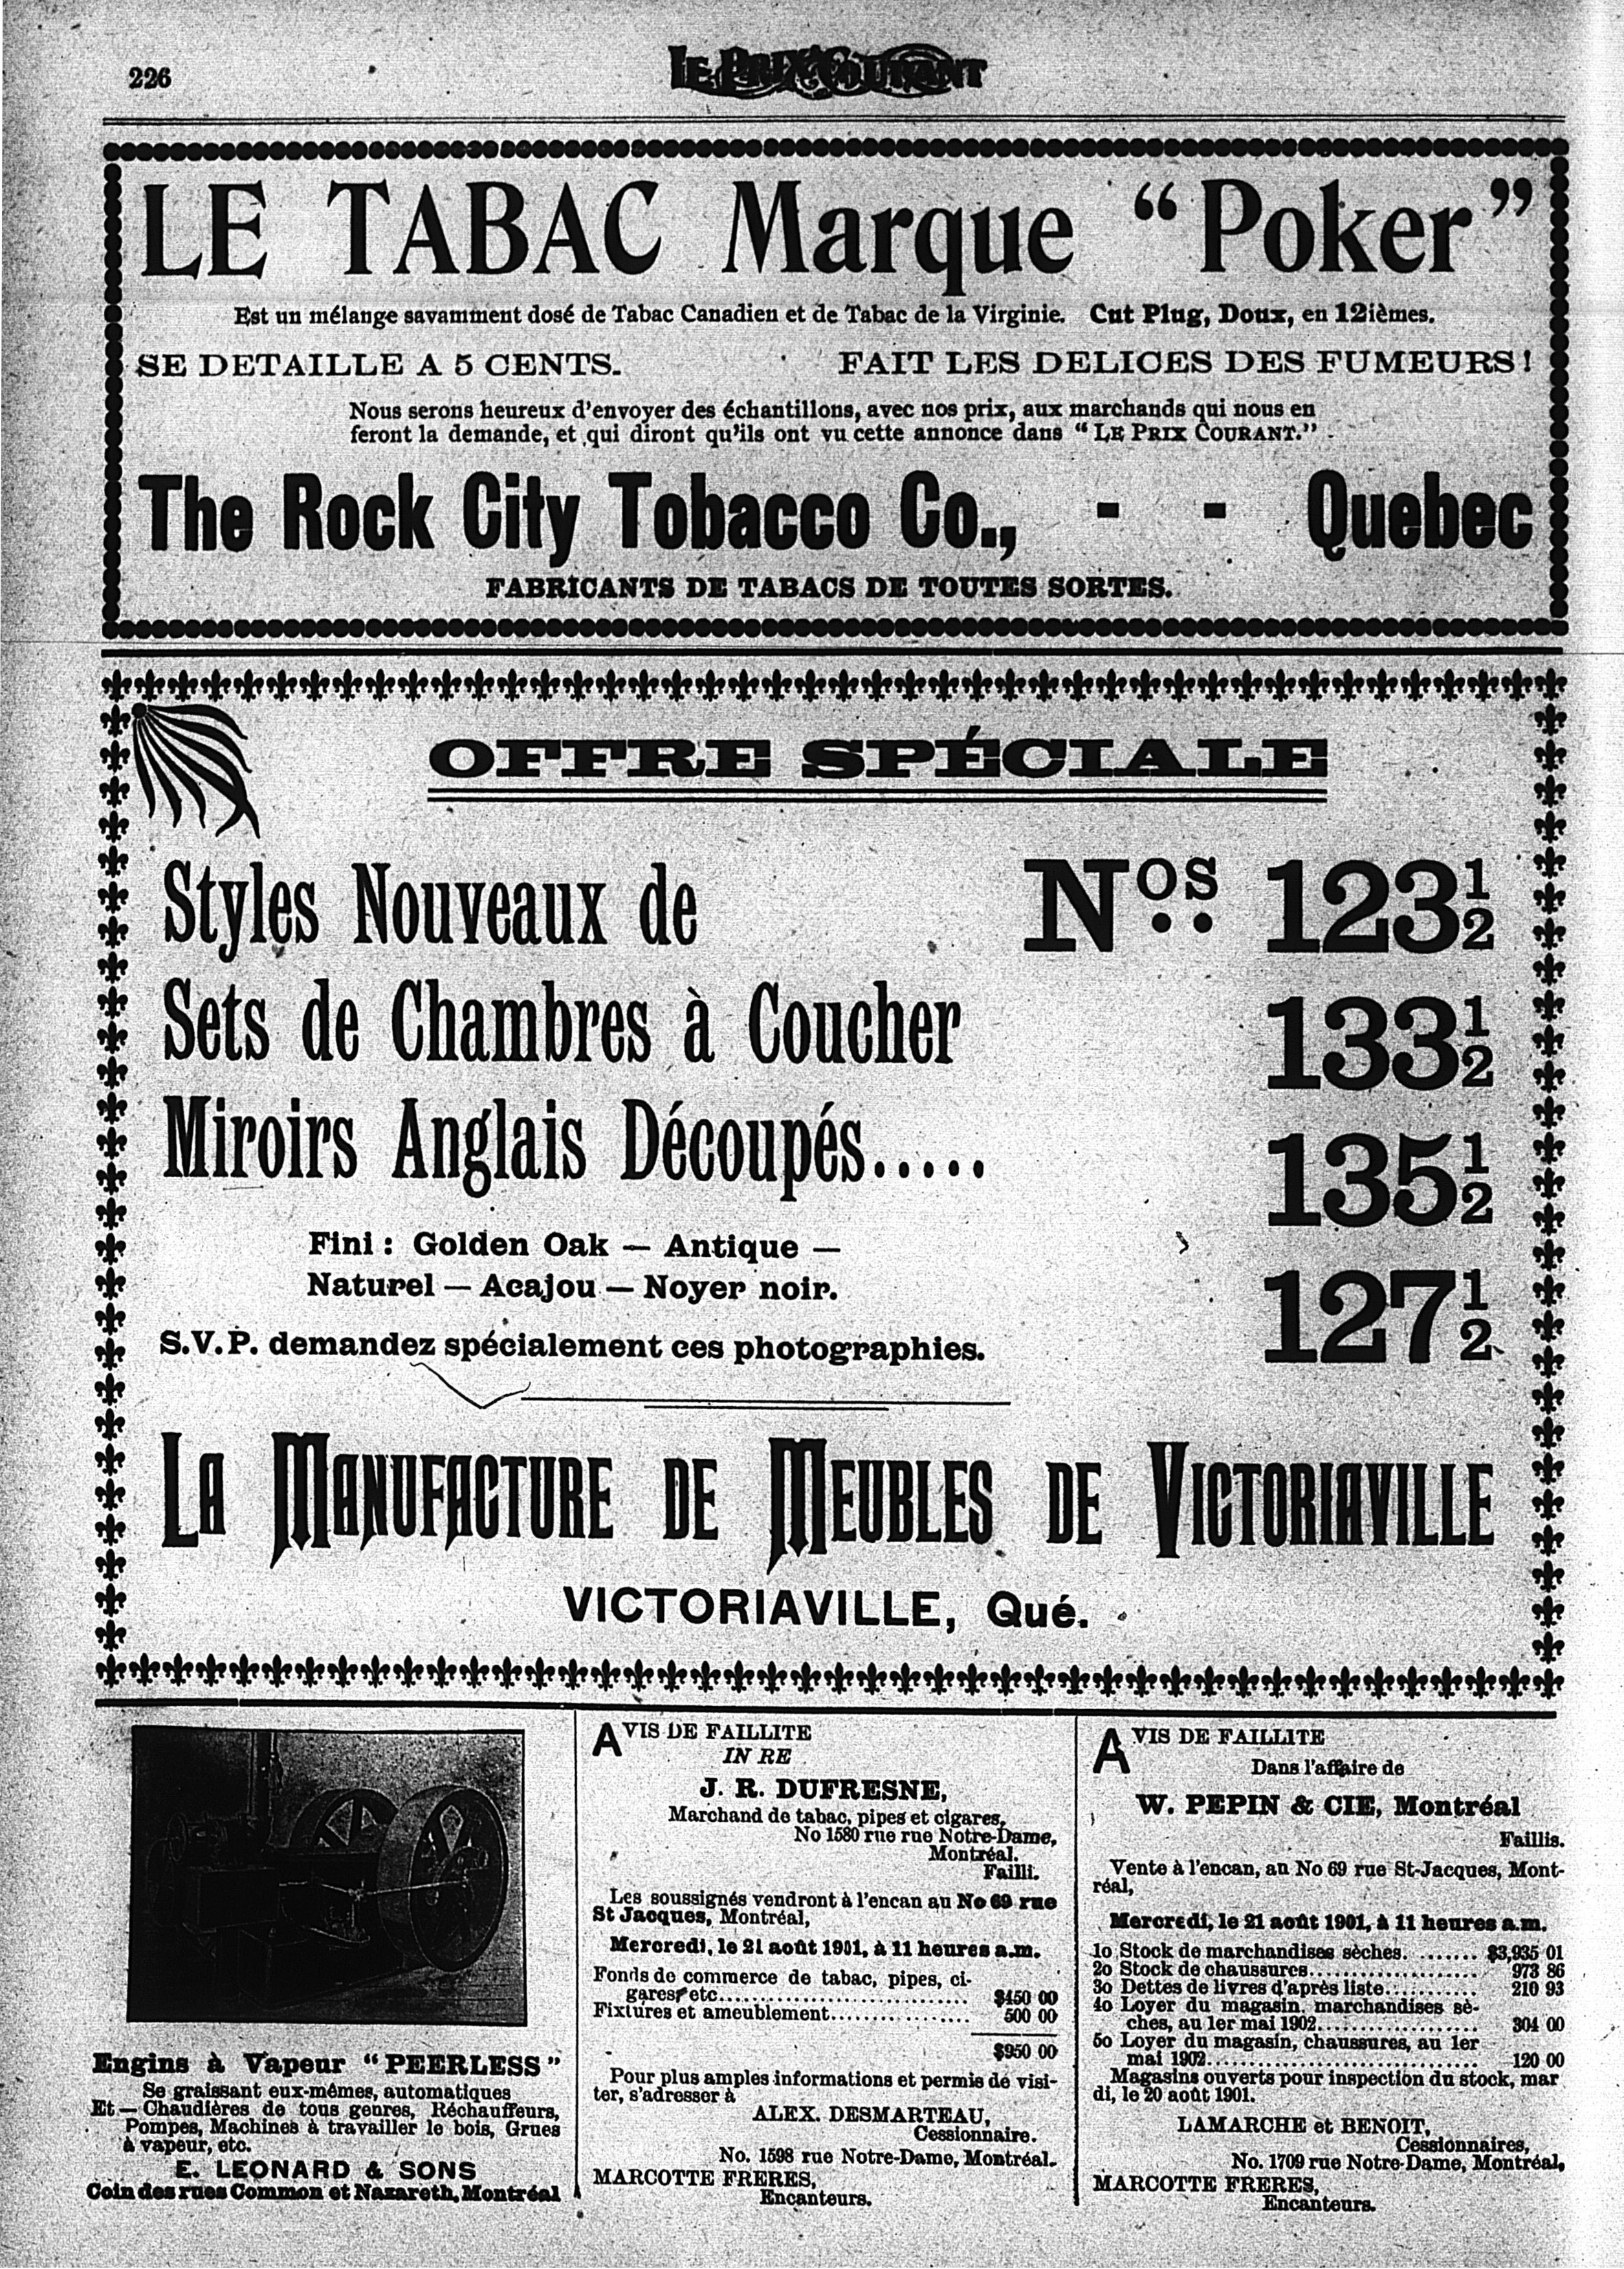 226
LE PRIX COURANT
LE TABAC Marque “Poker”
Est un mélange savamment dosé de Tabac Canadien et de Tabac de la Virginie. Cut Plug, Doux, en 12ièmes.
SE DETAILLE A 5 CENTS. FAIT LES DELICES DES FUMEURS!
Nous serons heureux d'envoyer des échantillons, avec nos prix, aux marchands qui nous en
feront la demande, et qui diront qu'ils ont vu cette annonce dans “LE PRIX COURANT.”
The Rock City Tobacco Co., - - Quebec
FABRICANTS DE TABACS DE TOUTES SORTES.
OFFRE SPÉCIALE
Styles Nouveaux de
Sets de Chambres à Coucher
Miroirs Anglais Découpés.....
Fini : Golden Oak — Antique —
Naturel — Acajou — Noyer noir.
S.V.P. demandez spécialement ces photographies.
Nos. 123½
133½
135½
127½
LA MANUFACTURE DE MEUBLES DE VICTORIAVILLE
VICTORIAVILLE, Qué.
Engins à Vapeur “PEERLESS”
Se graissant eux-mêmes, automatiques
Et — Chaudières de tous genres, Réchauffeurs,
Pompes, Machines à travailler le bois, Grues
à vapeur, etc.
E. LEONARD & SONS
Coin des rues Common et Nazareth, Montréal
AVIS DE FAILLITE
IN RE
J. R. DUFRESNE,
Marchand de tabac, pipes et cigares,
No 1580 rue rue Notre-Dame,
Montréal.
Failli.
Les soussignés vendront à l'encan au No 69 rue
St Jacques, Montréal,
Mercredi, le 21 août 1901, à 11 heures a.m.
Fonds de commerce de tabac, pipes, ci-
gares, etc............................... $450 00
Fixtures et ameublement................ 500 00
$950 00
Pour plus amples informations et permis de visi-
ter, s'adresser à
ALEX. DESMARTEAU,
Cessionnaire.
No. 1598 rue Notre-Dame, Montréal.
MARCOTTE FRERES,
Encanteurs.
AVIS DE FAILLITE
Dans l'affaire de
W. PEPIN & CIE, Montréal
Faillis.
Vente à l'encan, au No 69 rue St-Jacques, Mont-
réal,
Mercredi, le 21 août 1901, à 11 heures a.m.
1o Stock de marchandises sèches. ....... $3,935 01
2o Stock de chaussures..................... 973 86
3o Dettes de livres d'après liste........... 210 93
4o Loyer du magasin, marchandises sè-
ches, au 1er mai 1902.................... 304 00
5o Loyer du magasin, chaussures, au 1er
mai 1902................................. 120 00
Magasins ouverts pour inspection du stock, mar
di, le 20 août 1901.
LAMARCHE et BENOIT,
Cessionnaires,
No. 1709 rue Notre-Dame, Montréal,
MARCOTTE FRERES,
Encanteurs.